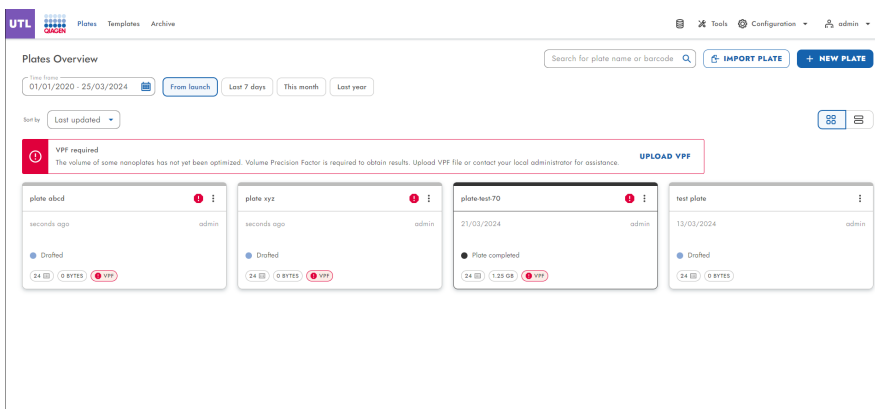 UTL QIAGEN Plates Templates Archive Tools Configuration admin
Plates Overview
Search for plate name or barcode
IMPORT PLATE
+ NEW PLATE
Time frame
01/01/2020 - 25/03/2024
From launch
Last 7 days
This month
Last year
Sort by
Last updated
VPF required
The volume of some nanoplates has not yet been optimized. Volume Precision Factor is required to obtain results. Upload VPF file or contact your local administrator for assistance.
UPLOAD VPF
plate abcd
seconds ago admin
Drafted
24 0 BYTES VPF
plate xyz
seconds ago admin
Drafted
24 0 BYTES VPF
plate-test-70
21/03/2024 admin
Plate completed
24 1.25 GB VPF
test plate
13/03/2024 admin
Drafted
24 0 BYTES